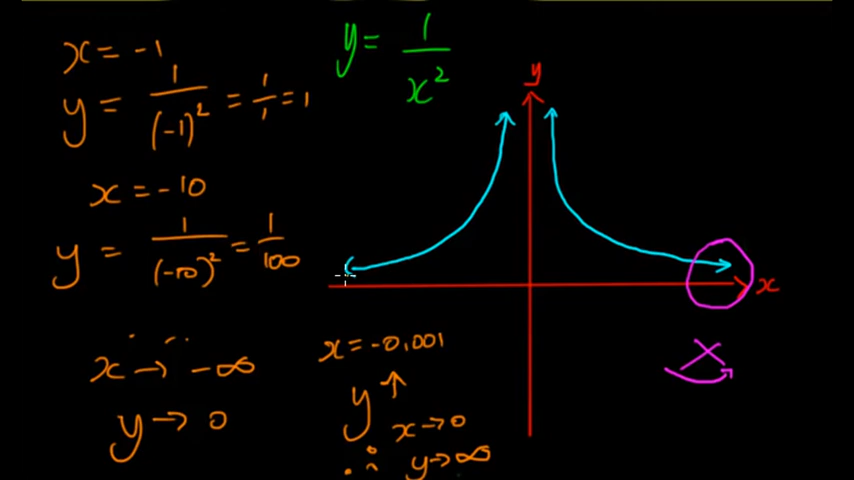 x = -1
y = 1/(-1)² = 1/1 = 1
x = -10
y = 1/(-10)² = 1/100
x → -∞
y → 0
y = 1/x²
y
x
x = -0.001
y ↑
x → 0
∴ y → ∞